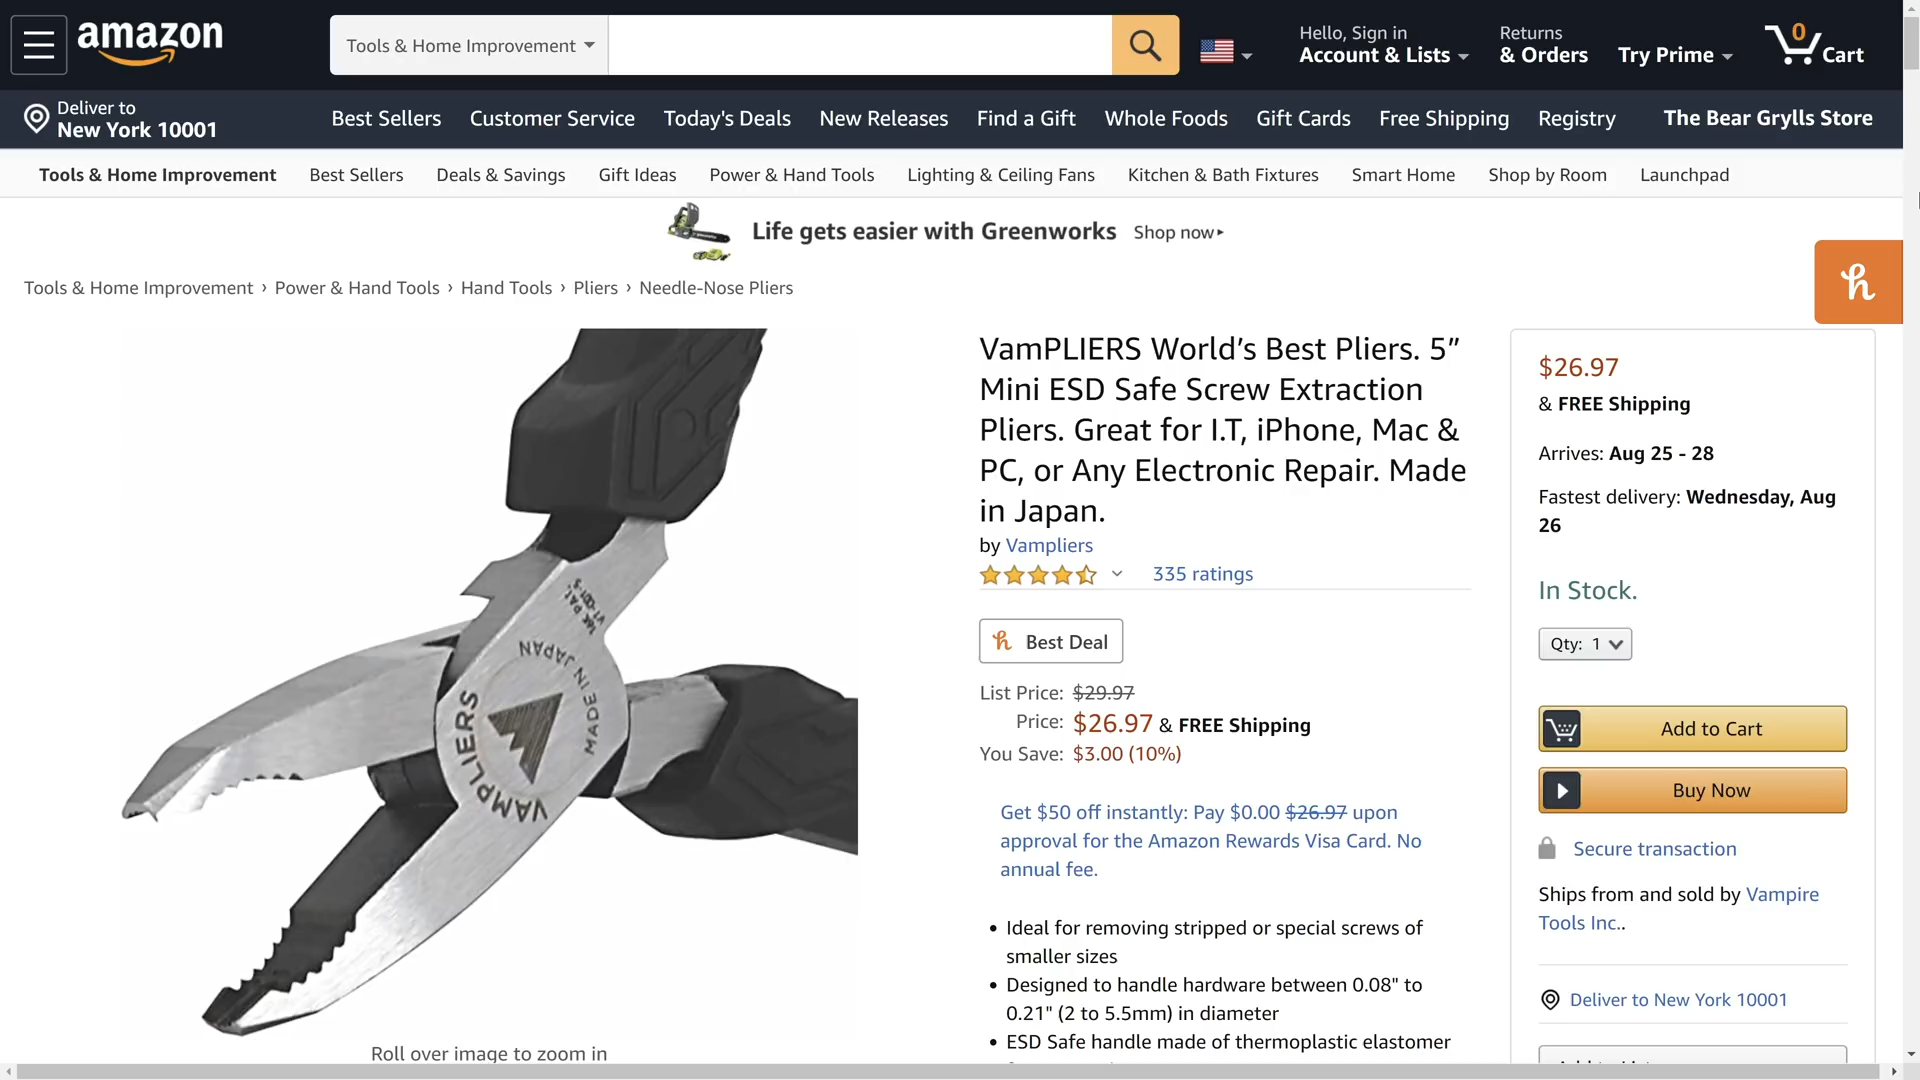 amazon
Tools & Home Improvement
Hello, Sign in
Account & Lists
Returns
& Orders
Try Prime
0
Cart
Deliver to
New York 10001
Best Sellers
Customer Service
Today's Deals
New Releases
Find a Gift
Whole Foods
Gift Cards
Free Shipping
Registry
The Bear Grylls Store
Tools & Home Improvement
Best Sellers
Deals & Savings
Gift Ideas
Power & Hand Tools
Lighting & Ceiling Fans
Kitchen & Bath Fixtures
Smart Home
Shop by Room
Launchpad
Life gets easier with Greenworks Shop now▸
Tools & Home Improvement › Power & Hand Tools › Hand Tools › Pliers › Needle-Nose Pliers
h
MADE IN JAPAN
VAMPLIERS
MADE IN JAPAN
Roll over image to zoom in
VamPLIERS World’s Best Pliers. 5”
Mini ESD Safe Screw Extraction
Pliers. Great for I.T, iPhone, Mac &
PC, or Any Electronic Repair. Made
in Japan.
by Vampliers
335 ratings
h Best Deal
List Price: $29.97
Price: $26.97 & FREE Shipping
You Save: $3.00 (10%)
Get $50 off instantly: Pay $0.00 $26.97 upon
approval for the Amazon Rewards Visa Card. No
annual fee.
• Ideal for removing stripped or special screws of
smaller sizes
• Designed to handle hardware between 0.08" to
0.21" (2 to 5.5mm) in diameter
• ESD Safe handle made of thermoplastic elastomer
$26.97
& FREE Shipping
Arrives: Aug 25 - 28
Fastest delivery: Wednesday, Aug
26
In Stock.
Qty: 1
Add to Cart
Buy Now
Secure transaction
Ships from and sold by Vampire
Tools Inc..
Deliver to New York 10001